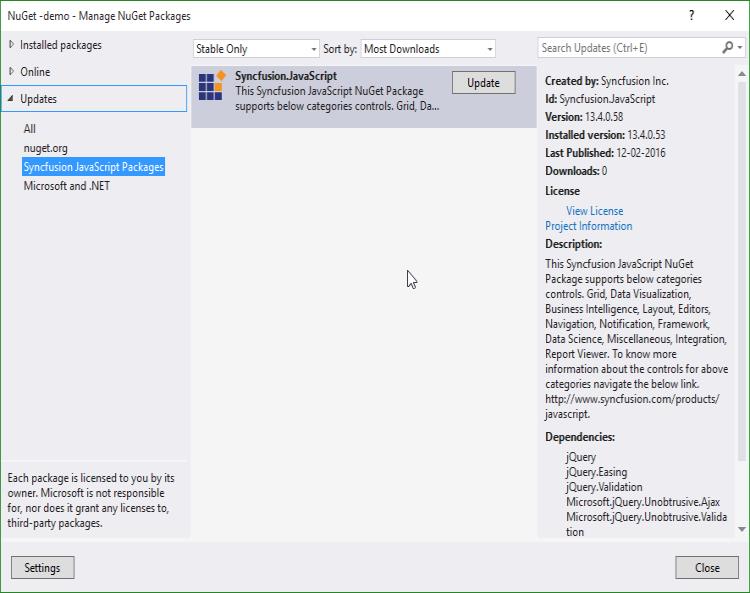 NuGet -demo - Manage NuGet Packages
?
X
Installed packages
Online
Updates
All
nuget.org
Syncfusion JavaScript Packages
Microsoft and .NET
Each package is licensed to you by its
owner. Microsoft is not responsible
for, nor does it grant any licenses to,
third-party packages.
Stable Only
Sort by:
Most Downloads
Syncfusion.JavaScript
This Syncfusion JavaScript NuGet Package
supports below categories controls. Grid, Da...
Update
Search Updates (Ctrl+E)
Created by: Syncfusion Inc.
Id: Syncfusion.JavaScript
Version: 13.4.0.58
Installed version: 13.4.0.53
Last Published: 12-02-2016
Downloads: 0
License
View License
Project Information
Description:
This Syncfusion JavaScript NuGet
Package supports below categories
controls. Grid, Data Visualization,
Business Intelligence, Layout, Editors,
Navigation, Notification, Framework,
Data Science, Miscellaneous, Integration,
Report Viewer. To know more
information about the controls for above
categories navigate the below link.
http://www.syncfusion.com/products/
javascript.
Dependencies:
jQuery
jQuery.Easing
jQuery.Validation
Microsoft.jQuery.Unobtrusive.Ajax
Microsoft.jQuery.Unobtrusive.Valida
tion
Settings
Close